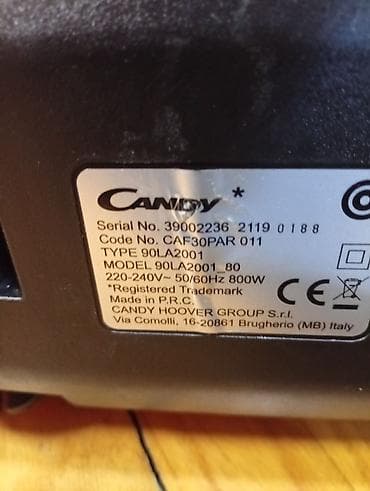 CANDY *
Serial No. 39002236 2119 0188
Code No. CAF30PAR 011
TYPE 90LA2001
MODEL 90LA2001_80
220-240V~ 50/60Hz 800W
*Registered Trademark
Made in P.R.C.
CE
CANDY HOOVER GROUP S.r.l.
Via Comolli, 16-20861 Brugherio (MB) Italy